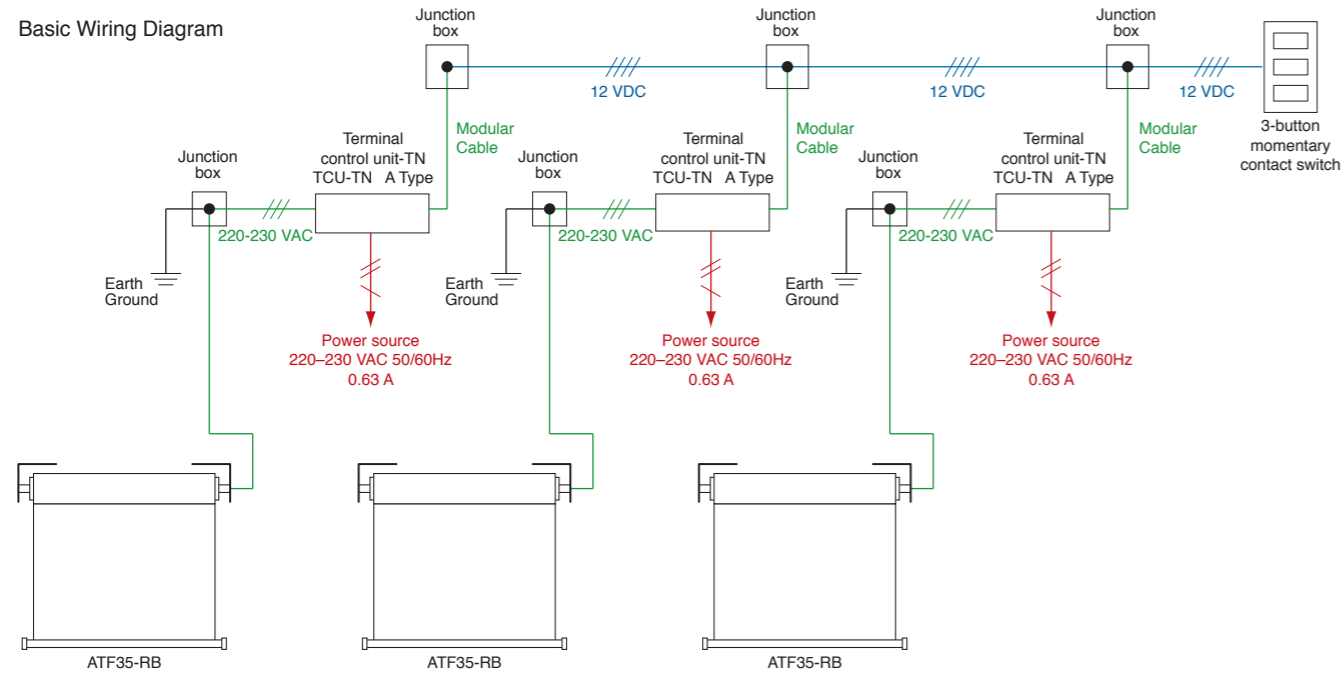 Basic Wiring Diagram
Junction
box
Junction
box
Junction
box
12 VDC
12 VDC
12 VDC
3-button
momentary
contact switch
Modular
Cable
Modular
Cable
Modular
Cable
Junction
box
Terminal
control unit-TN
TCU-TN A Type
220-230 VAC
Earth
Ground
Power source
220–230 VAC 50/60Hz
0.63 A
ATF35-RB
Junction
box
Terminal
control unit-TN
TCU-TN A Type
220-230 VAC
Earth
Ground
Power source
220–230 VAC 50/60Hz
0.63 A
ATF35-RB
Junction
box
Terminal
control unit-TN
TCU-TN A Type
220-230 VAC
Earth
Ground
Power source
220–230 VAC 50/60Hz
0.63 A
ATF35-RB